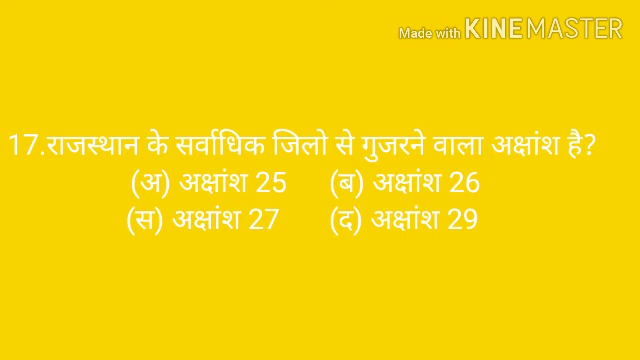 Made with KINEMASTER
17.राजस्थान के सर्वाधिक जिलो से गुजरने वाला अक्षांश है?
(अ) अक्षांश 25 (ब) अक्षांश 26
(स) अक्षांश 27 (द) अक्षांश 29